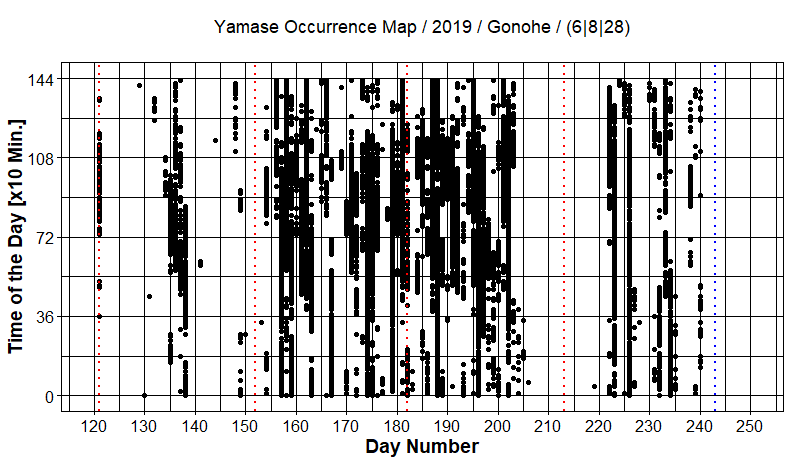 Yamase Occurrence Map / 2019 / Gonohe / (6|8|28)
Time of the Day [x10 Min.]
144
108
72
36
0
120 130 140 150 160 170 180 190 200 210 220 230 240 250
Day Number